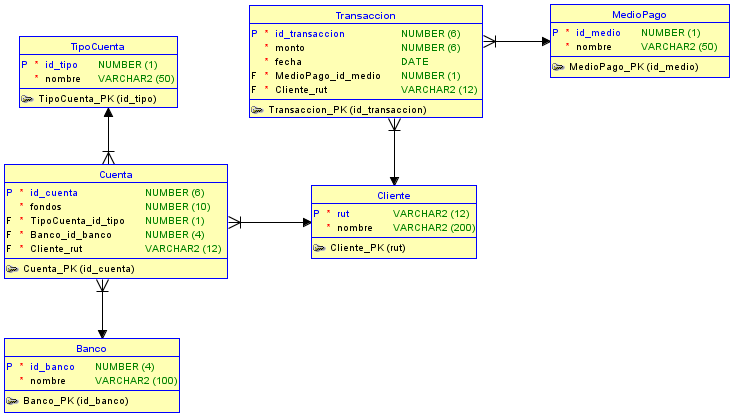 Transaccion
P * id_transaccion NUMBER (6)
* monto NUMBER (6)
* fecha DATE
F * MedioPago_id_medio NUMBER (1)
F * Cliente_rut VARCHAR2 (12)
Transaccion_PK (id_transaccion)
MedioPago
P * id_medio NUMBER (1)
* nombre VARCHAR2 (50)
MedioPago_PK (id_medio)
TipoCuenta
P * id_tipo NUMBER (1)
* nombre VARCHAR2 (50)
TipoCuenta_PK (id_tipo)
Cuenta
P * id_cuenta NUMBER (6)
* fondos NUMBER (10)
F * TipoCuenta_id_tipo NUMBER (1)
F * Banco_id_banco NUMBER (4)
F * Cliente_rut VARCHAR2 (12)
Cuenta_PK (id_cuenta)
Cliente
P * rut VARCHAR2 (12)
* nombre VARCHAR2 (200)
Cliente_PK (rut)
Banco
P * id_banco NUMBER (4)
* nombre VARCHAR2 (100)
Banco_PK (id_banco)